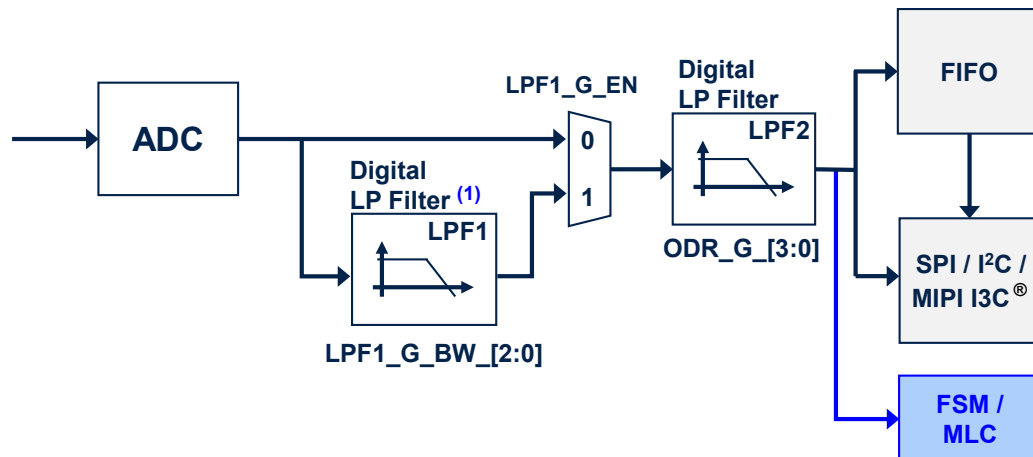 ADC
LPF1_G_EN
0
1
Digital
LP Filter (1)
LPF1
LPF1_G_BW_[2:0]
Digital
LP Filter
LPF2
ODR_G_[3:0]
FIFO
SPI / I²C /
MIPI I3C ®
FSM /
MLC